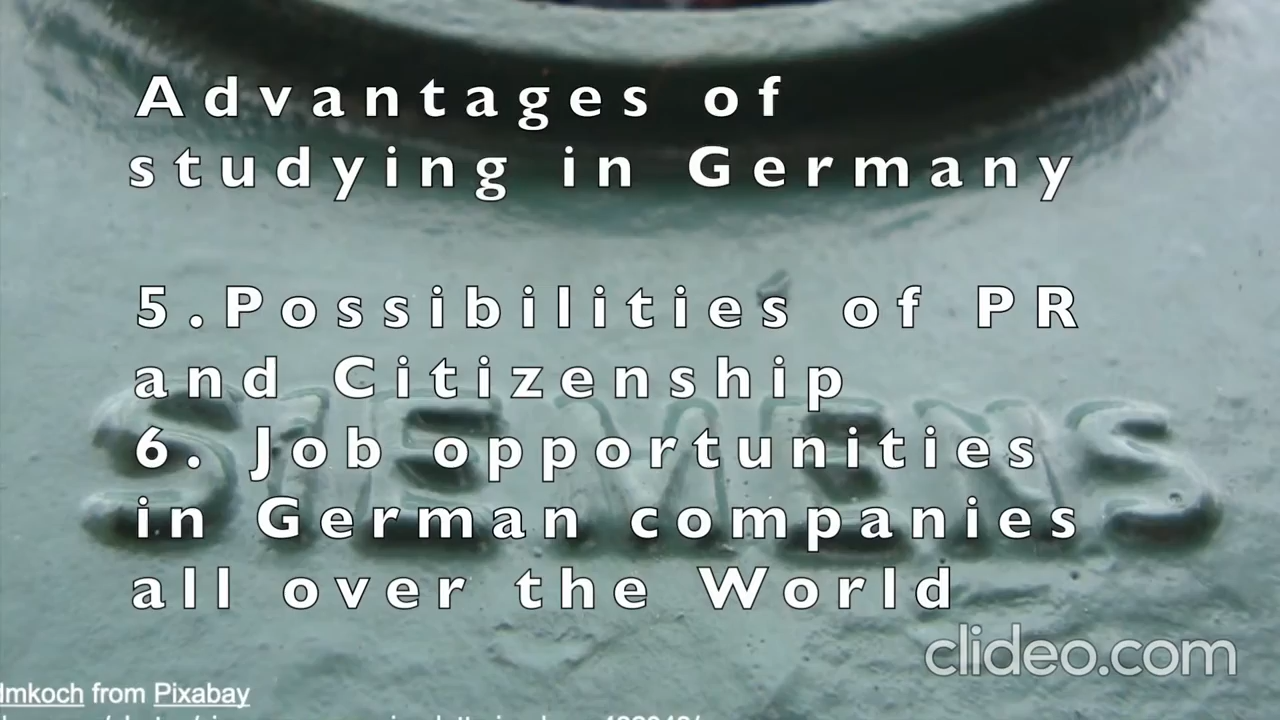 Advantages of
studying in Germany
5.Possibilities of PR
and Citizenship
SIEMENS
6. Job opportunities
in German companies
all over the World
clideo.com
dmkoch from Pixabay